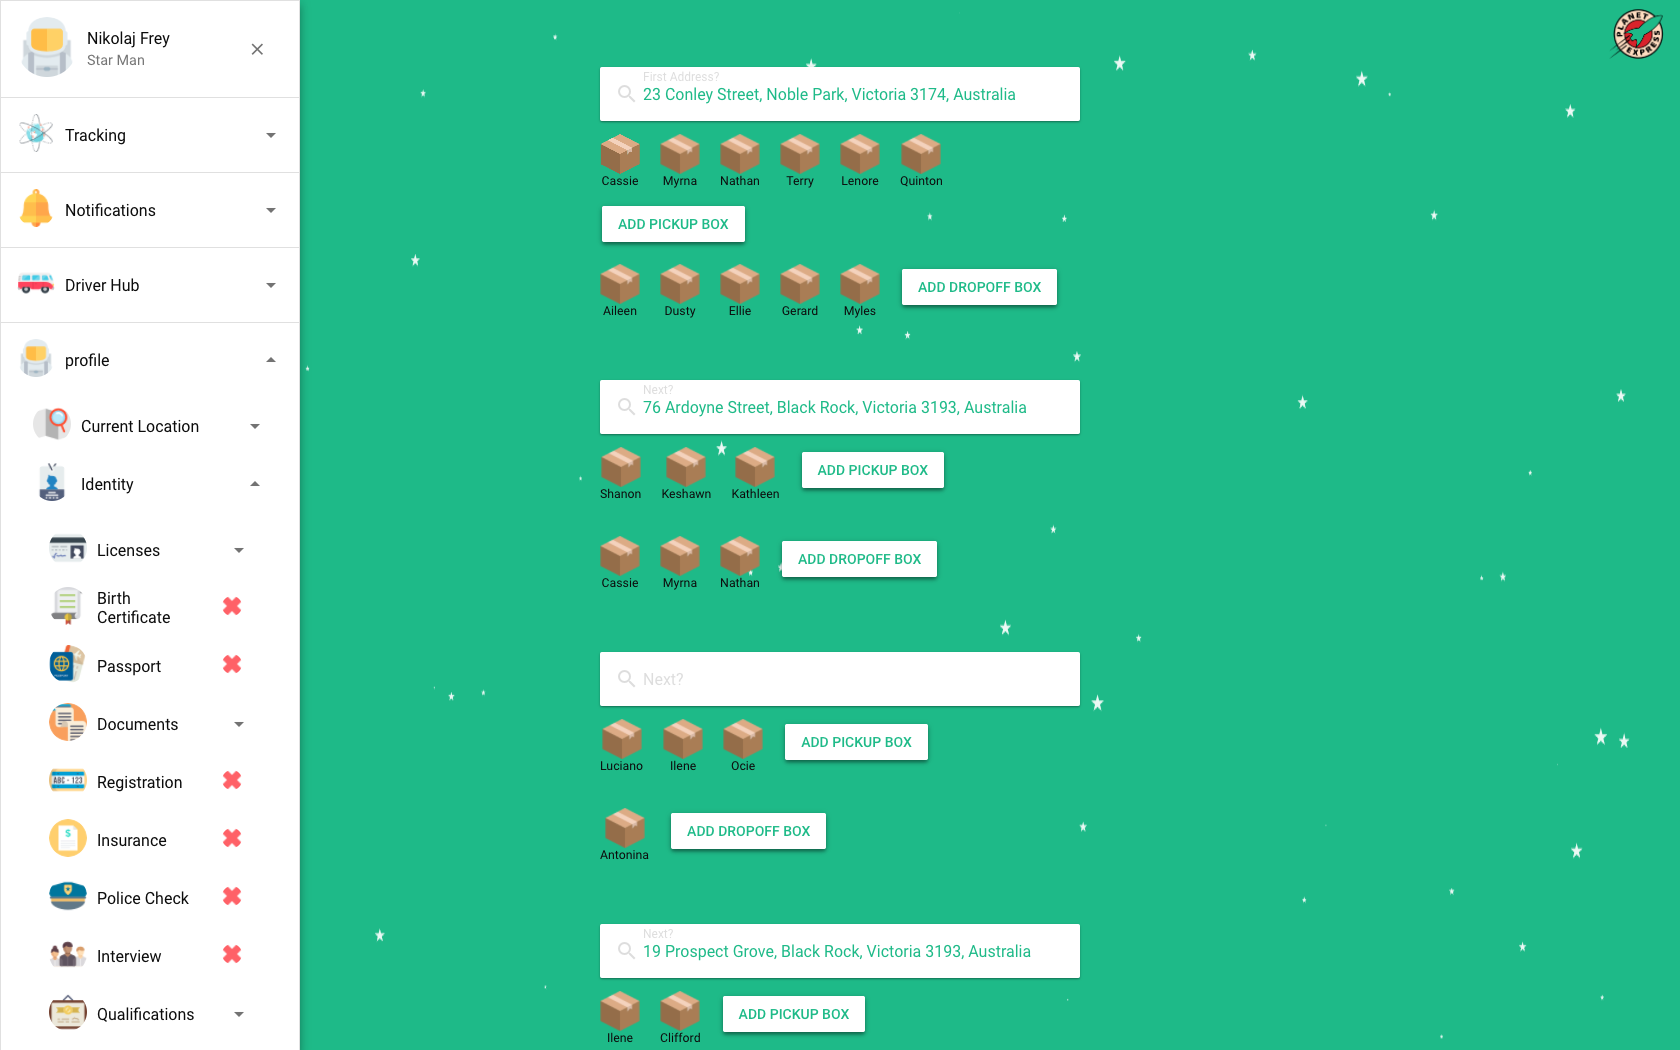 Nikolaj Frey
Star Man
Tracking
Notifications
Driver Hub
profile
Current Location
Identity
Licenses
Birth
Certificate
Passport
Documents
Registration
ABC - 123
Insurance
Police Check
Interview
Qualifications
PLANET
EXPRESS
First Address?
23 Conley Street, Noble Park, Victoria 3174, Australia
Cassie Myrna Nathan Terry Lenore Quinton
ADD PICKUP BOX
Aileen Dusty Ellie Gerard Myles ADD DROPOFF BOX
Next?
76 Ardoyne Street, Black Rock, Victoria 3193, Australia
Shanon Keshawn Kathleen ADD PICKUP BOX
Cassie Myrna Nathan ADD DROPOFF BOX
Next?
Luciano Ilene Ocie ADD PICKUP BOX
Antonina ADD DROPOFF BOX
Next?
19 Prospect Grove, Black Rock, Victoria 3193, Australia
Ilene Clifford ADD PICKUP BOX